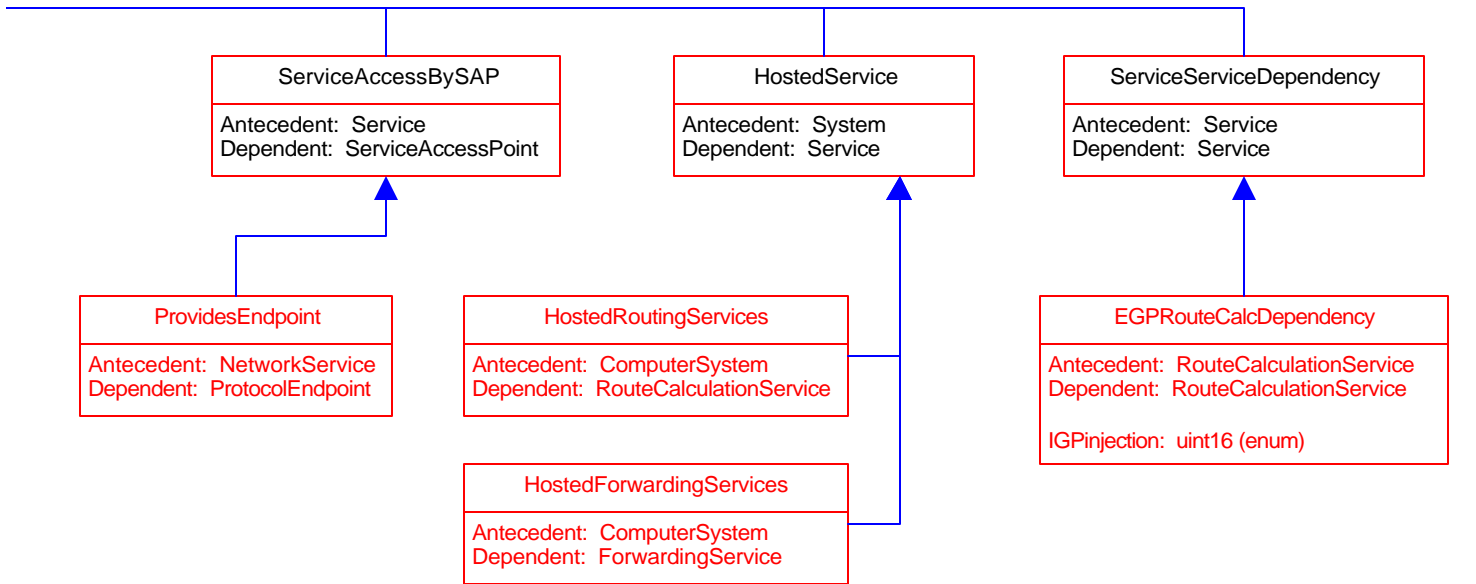 ServiceAccessBySAP
Antecedent: Service
Dependent: ServiceAccessPoint
HostedService
Antecedent: System
Dependent: Service
ServiceServiceDependency
Antecedent: Service
Dependent: Service
ProvidesEndpoint
Antecedent: NetworkService
Dependent: ProtocolEndpoint
HostedRoutingServices
Antecedent: ComputerSystem
Dependent: RouteCalculationService
EGPRouteCalcDependency
Antecedent: RouteCalculationService
Dependent: RouteCalculationService
IGPinjection: uint16 (enum)
HostedForwardingServices
Antecedent: ComputerSystem
Dependent: ForwardingService